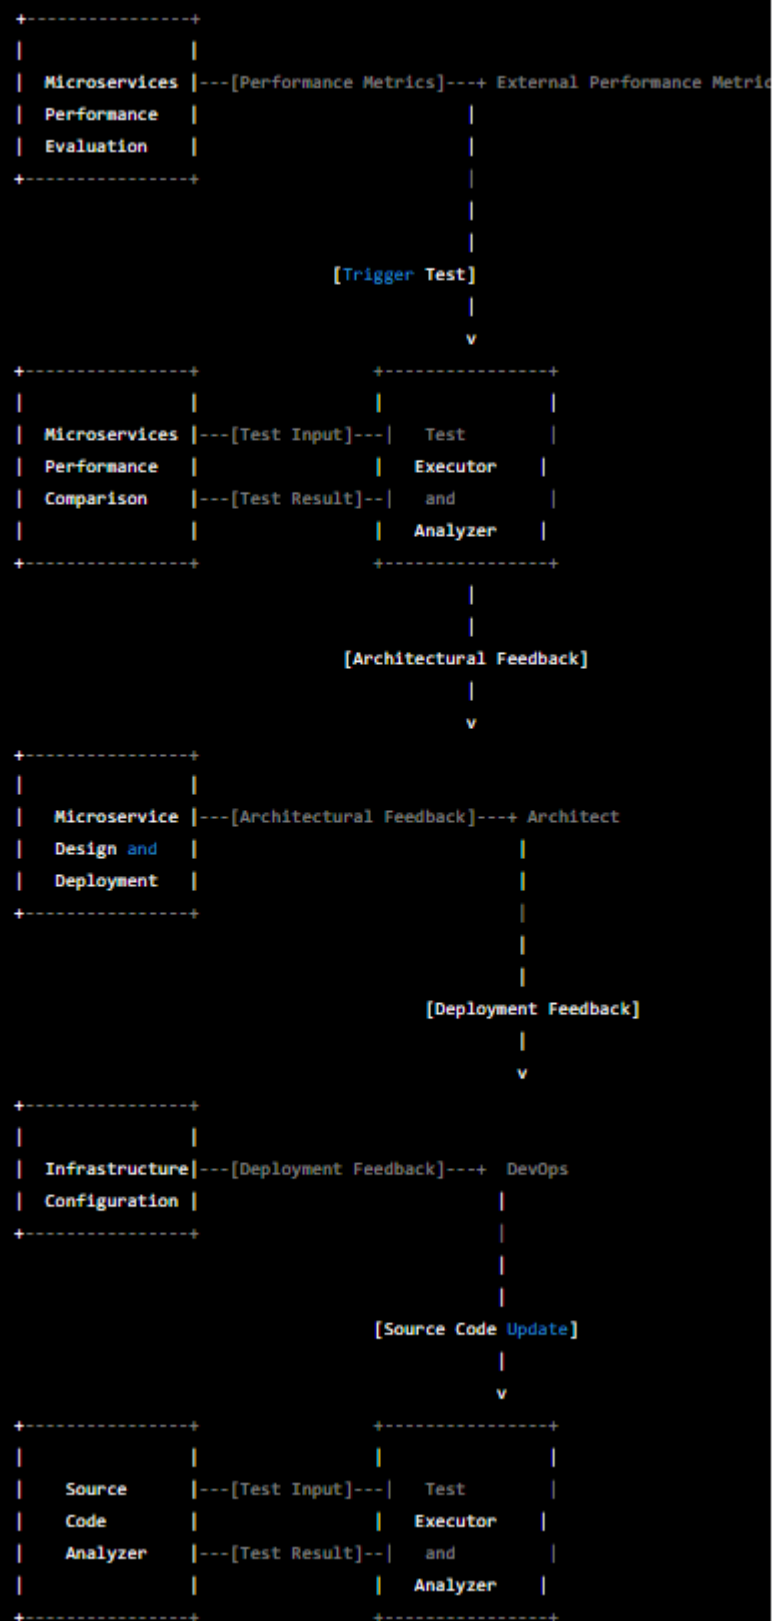 +----------------+
|                |
|  Microservices |---[Performance Metrics]---+ External Performance Metric
|  Performance   |                          |
|  Evaluation    |                          |
+----------------+                          |
                                            |
                                            |
                               [Trigger Test]
                                            |
                                            v
+----------------+                 +----------------+
|                |                 |                |
|  Microservices |---[Test Input]---|   Test        |
|  Performance   |                 |   Executor    |
|  Comparison    |---[Test Result]--|   and         |
|                |                 |   Analyzer    |
+----------------+                 +----------------+
                                            |
                                            |
                                [Architectural Feedback]
                                            |
                                            v
+----------------+
|                |
|   Microservice |---[Architectural Feedback]---+ Architect
|   Design and   |                               |
|   Deployment   |                               |
+----------------+                               |
                                                 |
                                                 |
                                        [Deployment Feedback]
                                                 |
                                                 v
+----------------+
|                |
|  Infrastructure|---[Deployment Feedback]---+  DevOps
|  Configuration |                             |
+----------------+                             |
                                               |
                                               |
                                   [Source Code Update]
                                               |
                                               v
+----------------+                 +----------------+
|                |                 |                |
|    Source      |---[Test Input]---|   Test        |
|    Code        |                 |   Executor    |
|    Analyzer    |---[Test Result]--|   and         |
|                |                 |   Analyzer    |
+----------------+                 +----------------+